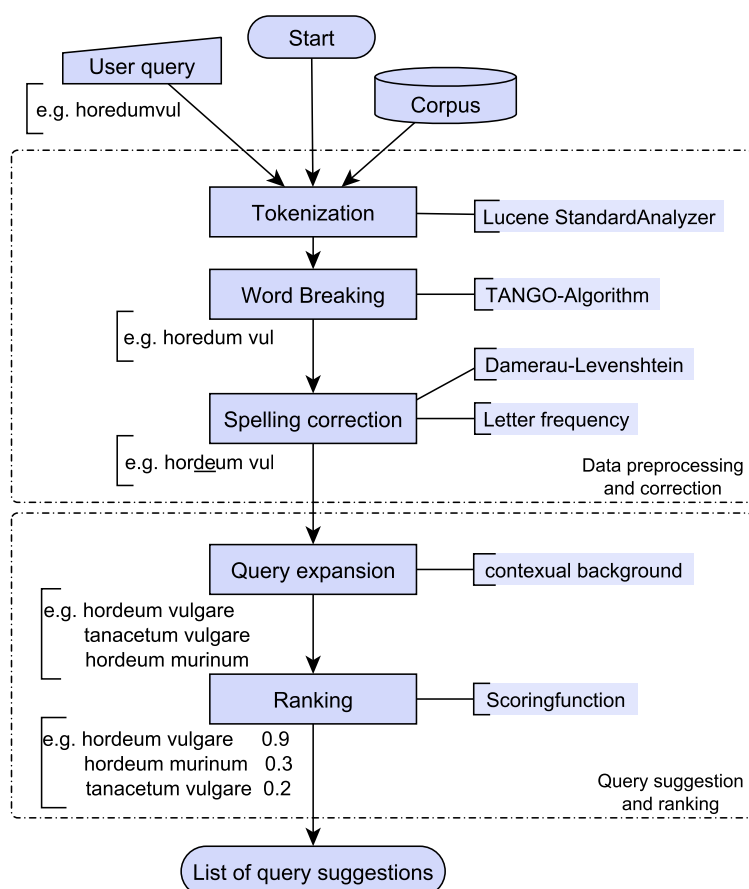 Start
User query
Corpus
e.g. horedumvul
Tokenization
Lucene StandardAnalyzer
Word Breaking
TANGO-Algorithm
e.g. horedum vul
Damerau-Levenshtein
Spelling correction
Letter frequency
e.g. hordeum vul
Data preprocessing
and correction
Query expansion
contexual background
e.g. hordeum vulgare
tanacetum vulgare
hordeum murinum
Ranking
Scoringfunction
e.g. hordeum vulgare 0.9
hordeum murinum 0.3
tanacetum vulgare 0.2
Query suggestion
and ranking
List of query suggestions